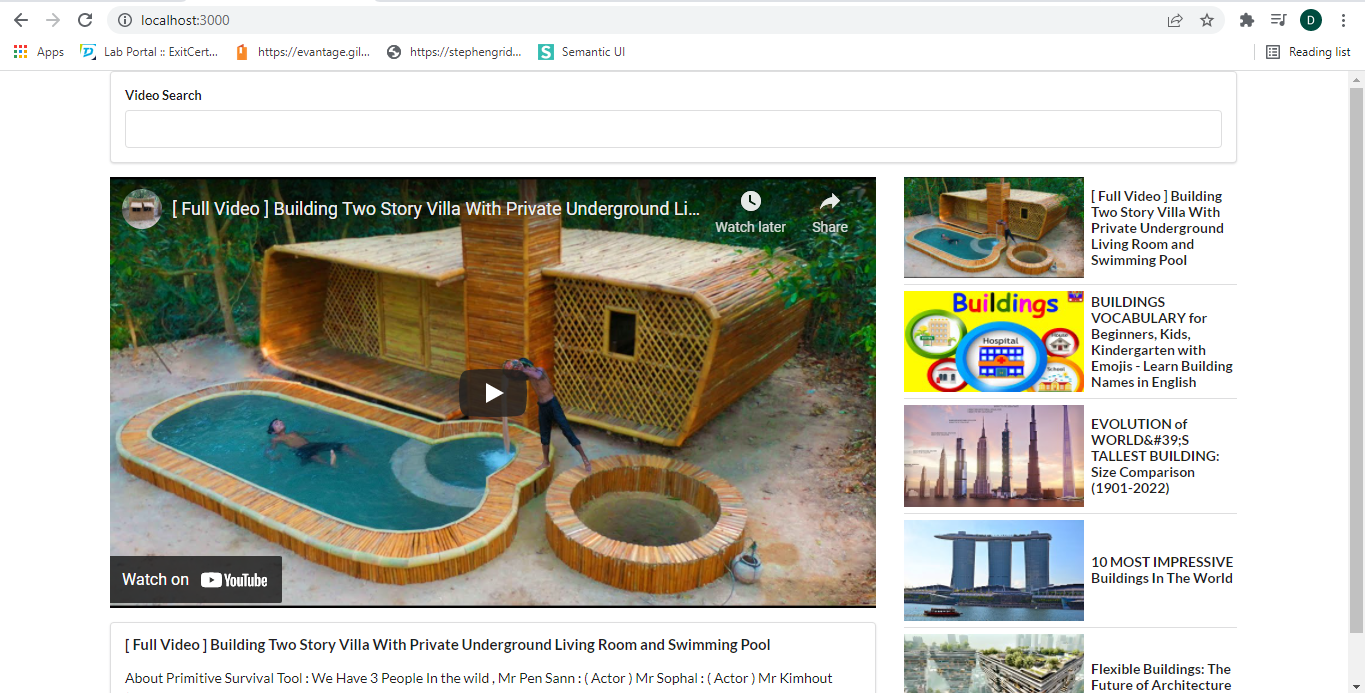 localhost:3000
Apps
Lab Portal :: ExitCert...
https://evantage.gil...
https://stephengrid...
Semantic UI
Reading list
D
Video Search
[ Full Video ] Building Two Story Villa With Private Underground Li...
Watch later
Share
Watch on YouTube
[ Full Video ] Building Two Story Villa With Private Underground Living Room and Swimming Pool
About Primitive Survival Tool : We Have 3 People In the wild , Mr Pen Sann : ( Actor ) Mr Sophal : ( Actor ) Mr Kimhout
[ Full Video ] Building
Two Story Villa With
Private Underground
Living Room and
Swimming Pool
Buildings
Hospital
School
BUILDINGS
VOCABULARY for
Beginners, Kids,
Kindergarten with
Emojis - Learn Building
Names in English
EVOLUTION of
WORLD&#39;S
TALLEST BUILDING:
Size Comparison
(1901-2022)
10 MOST IMPRESSIVE
Buildings In The World
Flexible Buildings: The
Future of Architecture